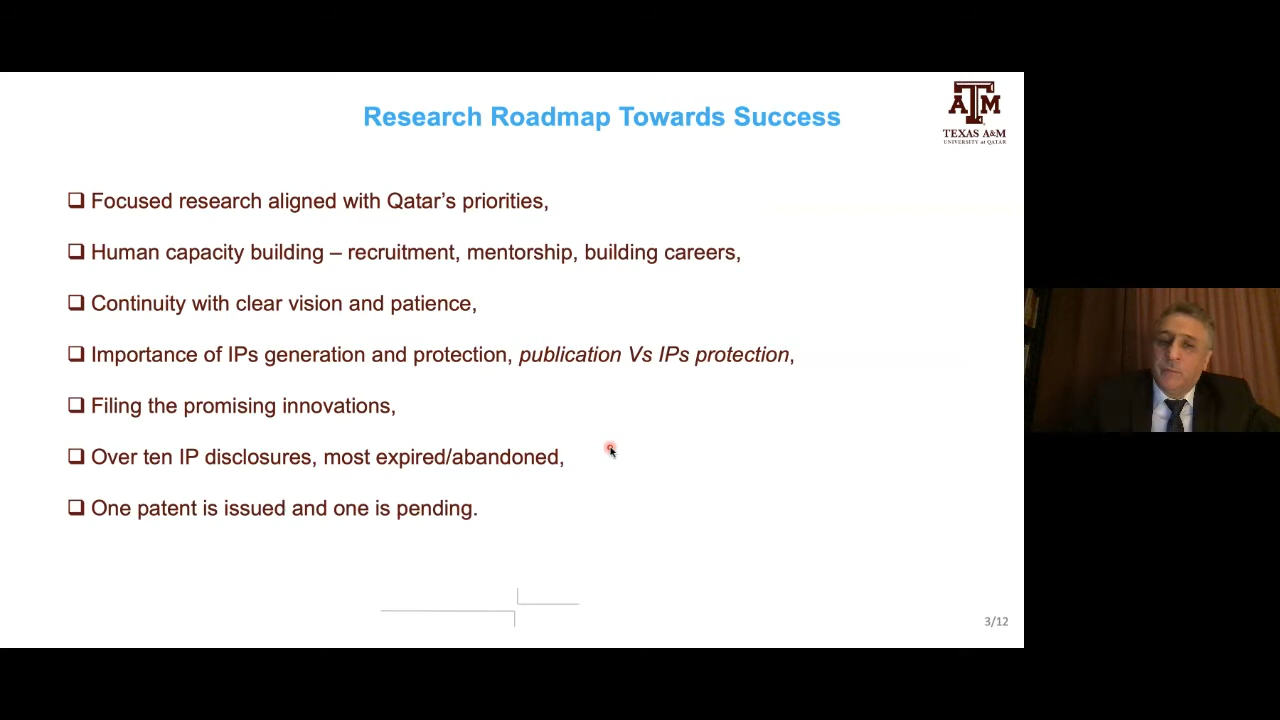 Research Roadmap Towards Success
ATM
TEXAS A&M
UNIVERSITY at QATAR
Focused research aligned with Qatar’s priorities,
Human capacity building – recruitment, mentorship, building careers,
Continuity with clear vision and patience,
Importance of IPs generation and protection, publication Vs IPs protection,
Filing the promising innovations,
Over ten IP disclosures, most expired/abandoned,
One patent is issued and one is pending.
3/12